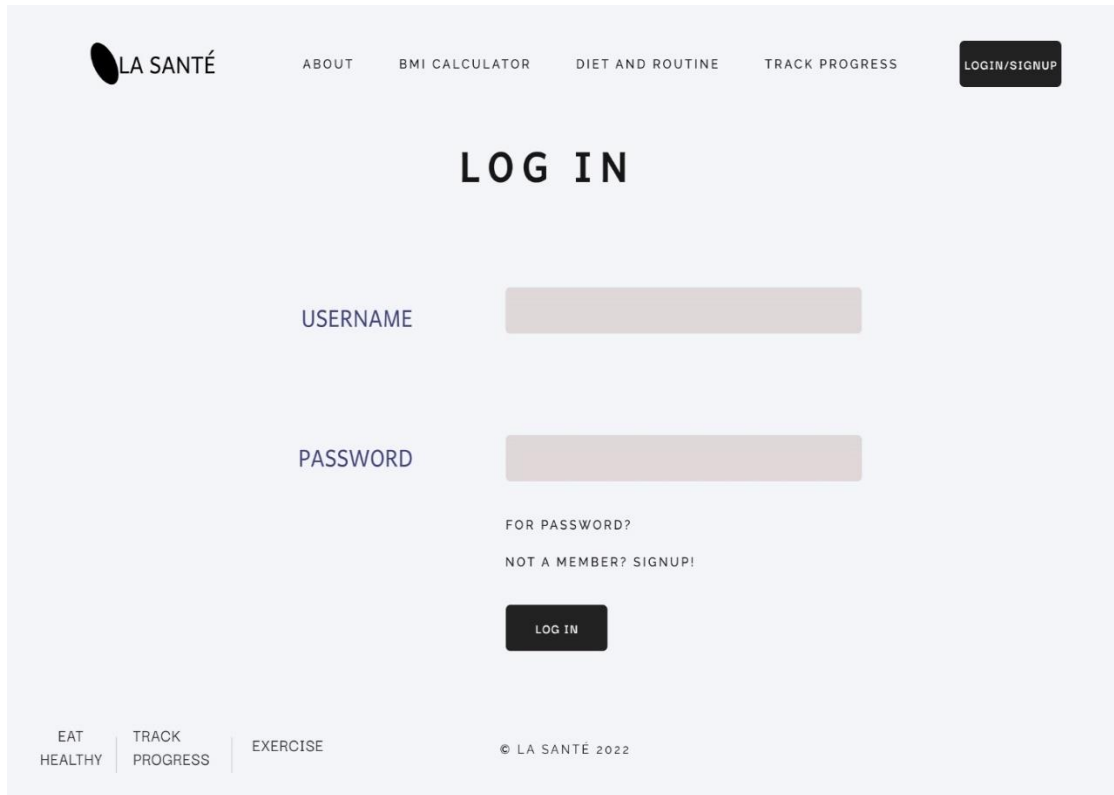 LA SANTÉ
ABOUT
BMI CALCULATOR
DIET AND ROUTINE
TRACK PROGRESS
LOGIN/SIGNUP
LOG IN
USERNAME
PASSWORD
FOR PASSWORD?
NOT A MEMBER? SIGNUP!
LOG IN
EAT
HEALTHY
TRACK
PROGRESS
EXERCISE
© LA SANTÉ 2022